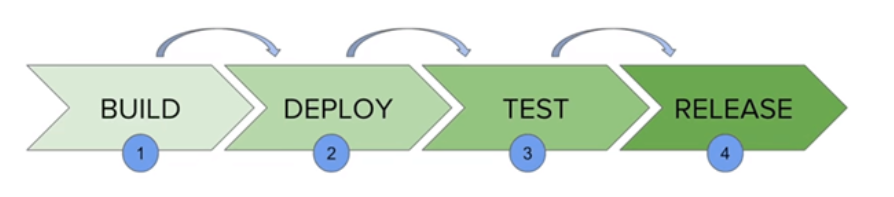 BUILD DEPLOY TEST RELEASE
1 2 3 4